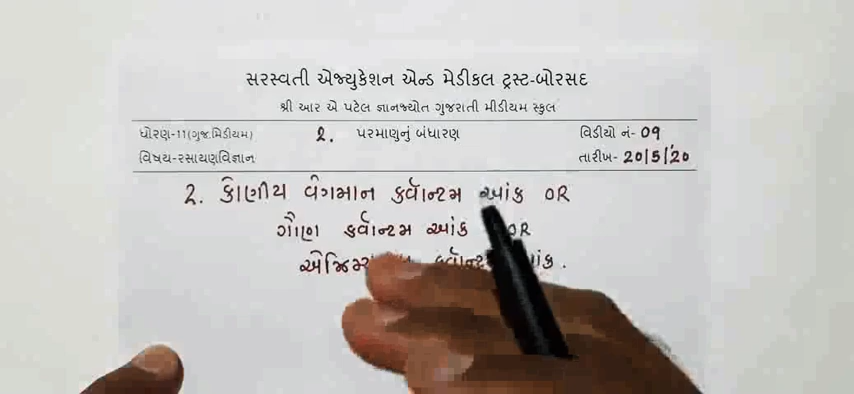 સરસ્વતી એજ્યુકેશન એન્ડ મેડીકલ ટ્રસ્ટ-બોરસદ
શ્રી આર એ પટેલ જ્ઞાનજ્યોત ગુજરાતી મીડીયમ સ્કુલ
ધોરણ-11(ગુજ.મિડીયમ) 2. પરમાણુનું બંધારણ વિડીયો નં- 09
વિષય-રસાયણવિજ્ઞાન તારીખ- 20/5/20
2. કોણીય વેગમાન ક્વૉન્ટમ આંક OR
ગૌણ ક્વૉન્ટમ આંક OR
આંક.